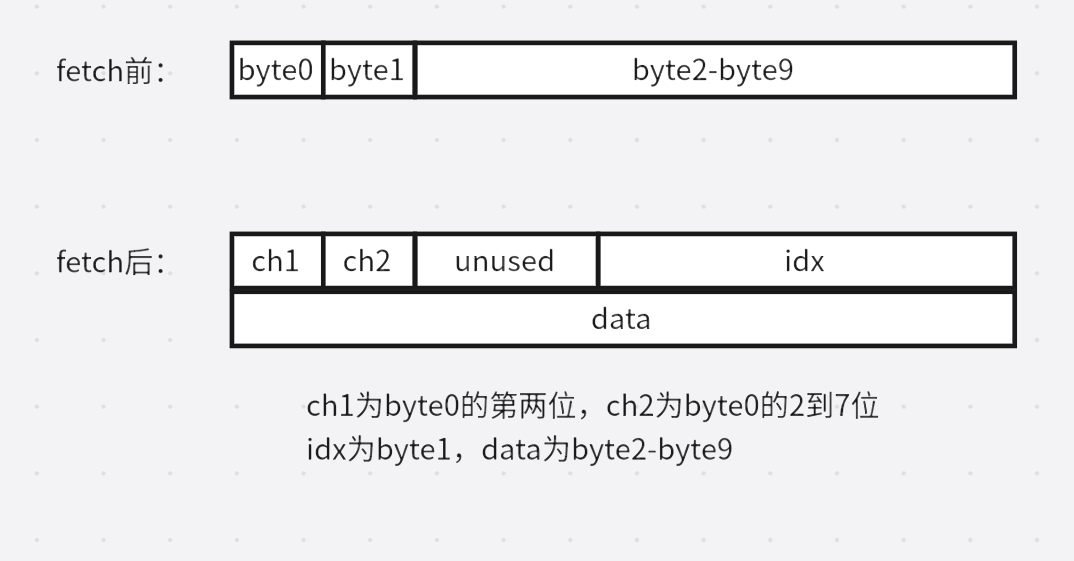 fetch前： byte0 byte1 byte2-byte9
fetch后： ch1 ch2 unused idx
data
ch1为byte0的第两位，ch2为byte0的2到7位
idx为byte1，data为byte2-byte9